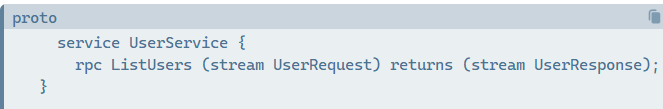 proto
service UserService {
rpc ListUsers (stream UserRequest) returns (stream UserResponse);
}